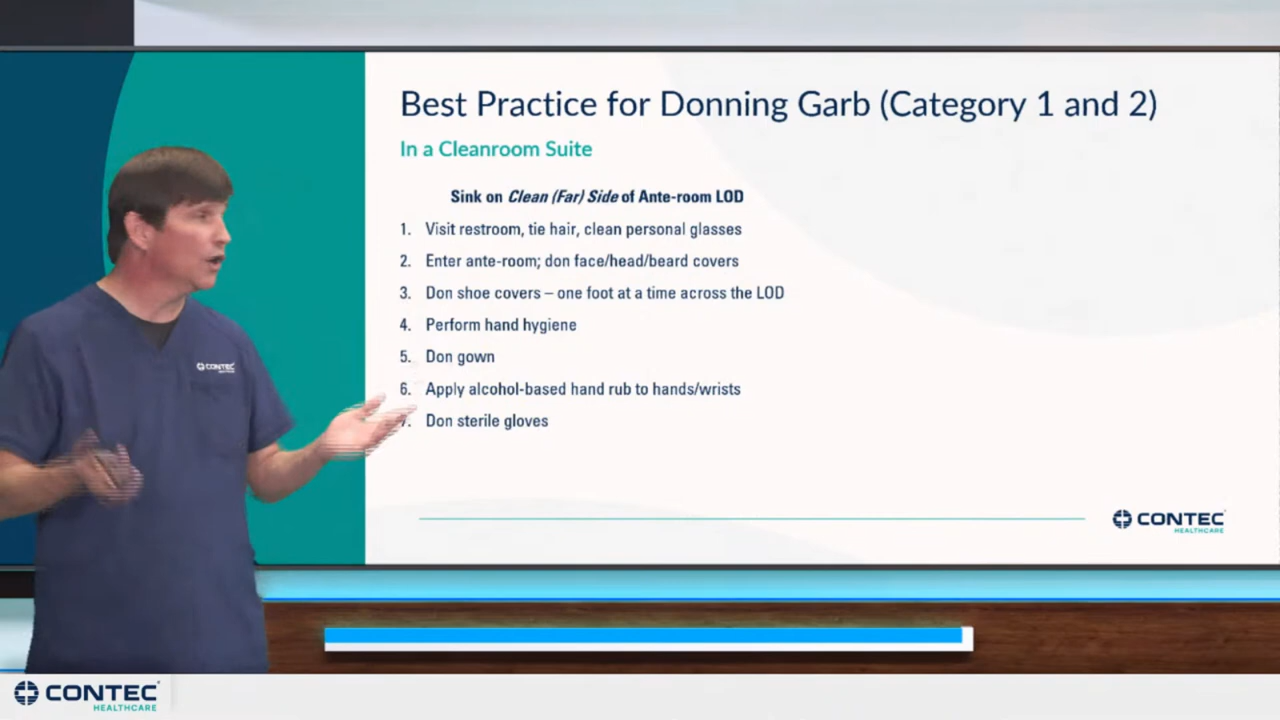 Best Practice for Donning Garb (Category 1 and 2)
In a Cleanroom Suite
Sink on Clean (Far) Side of Ante-room LOD
1. Visit restroom, tie hair, clean personal glasses
2. Enter ante-room; don face/head/beard covers
3. Don shoe covers – one foot at a time across the LOD
4. Perform hand hygiene
5. Don gown
6. Apply alcohol-based hand rub to hands/wrists
7. Don sterile gloves
CONTEC
HEALTHCARE
CONTEC
HEALTHCARE
CONTEC
HEALTHCARE